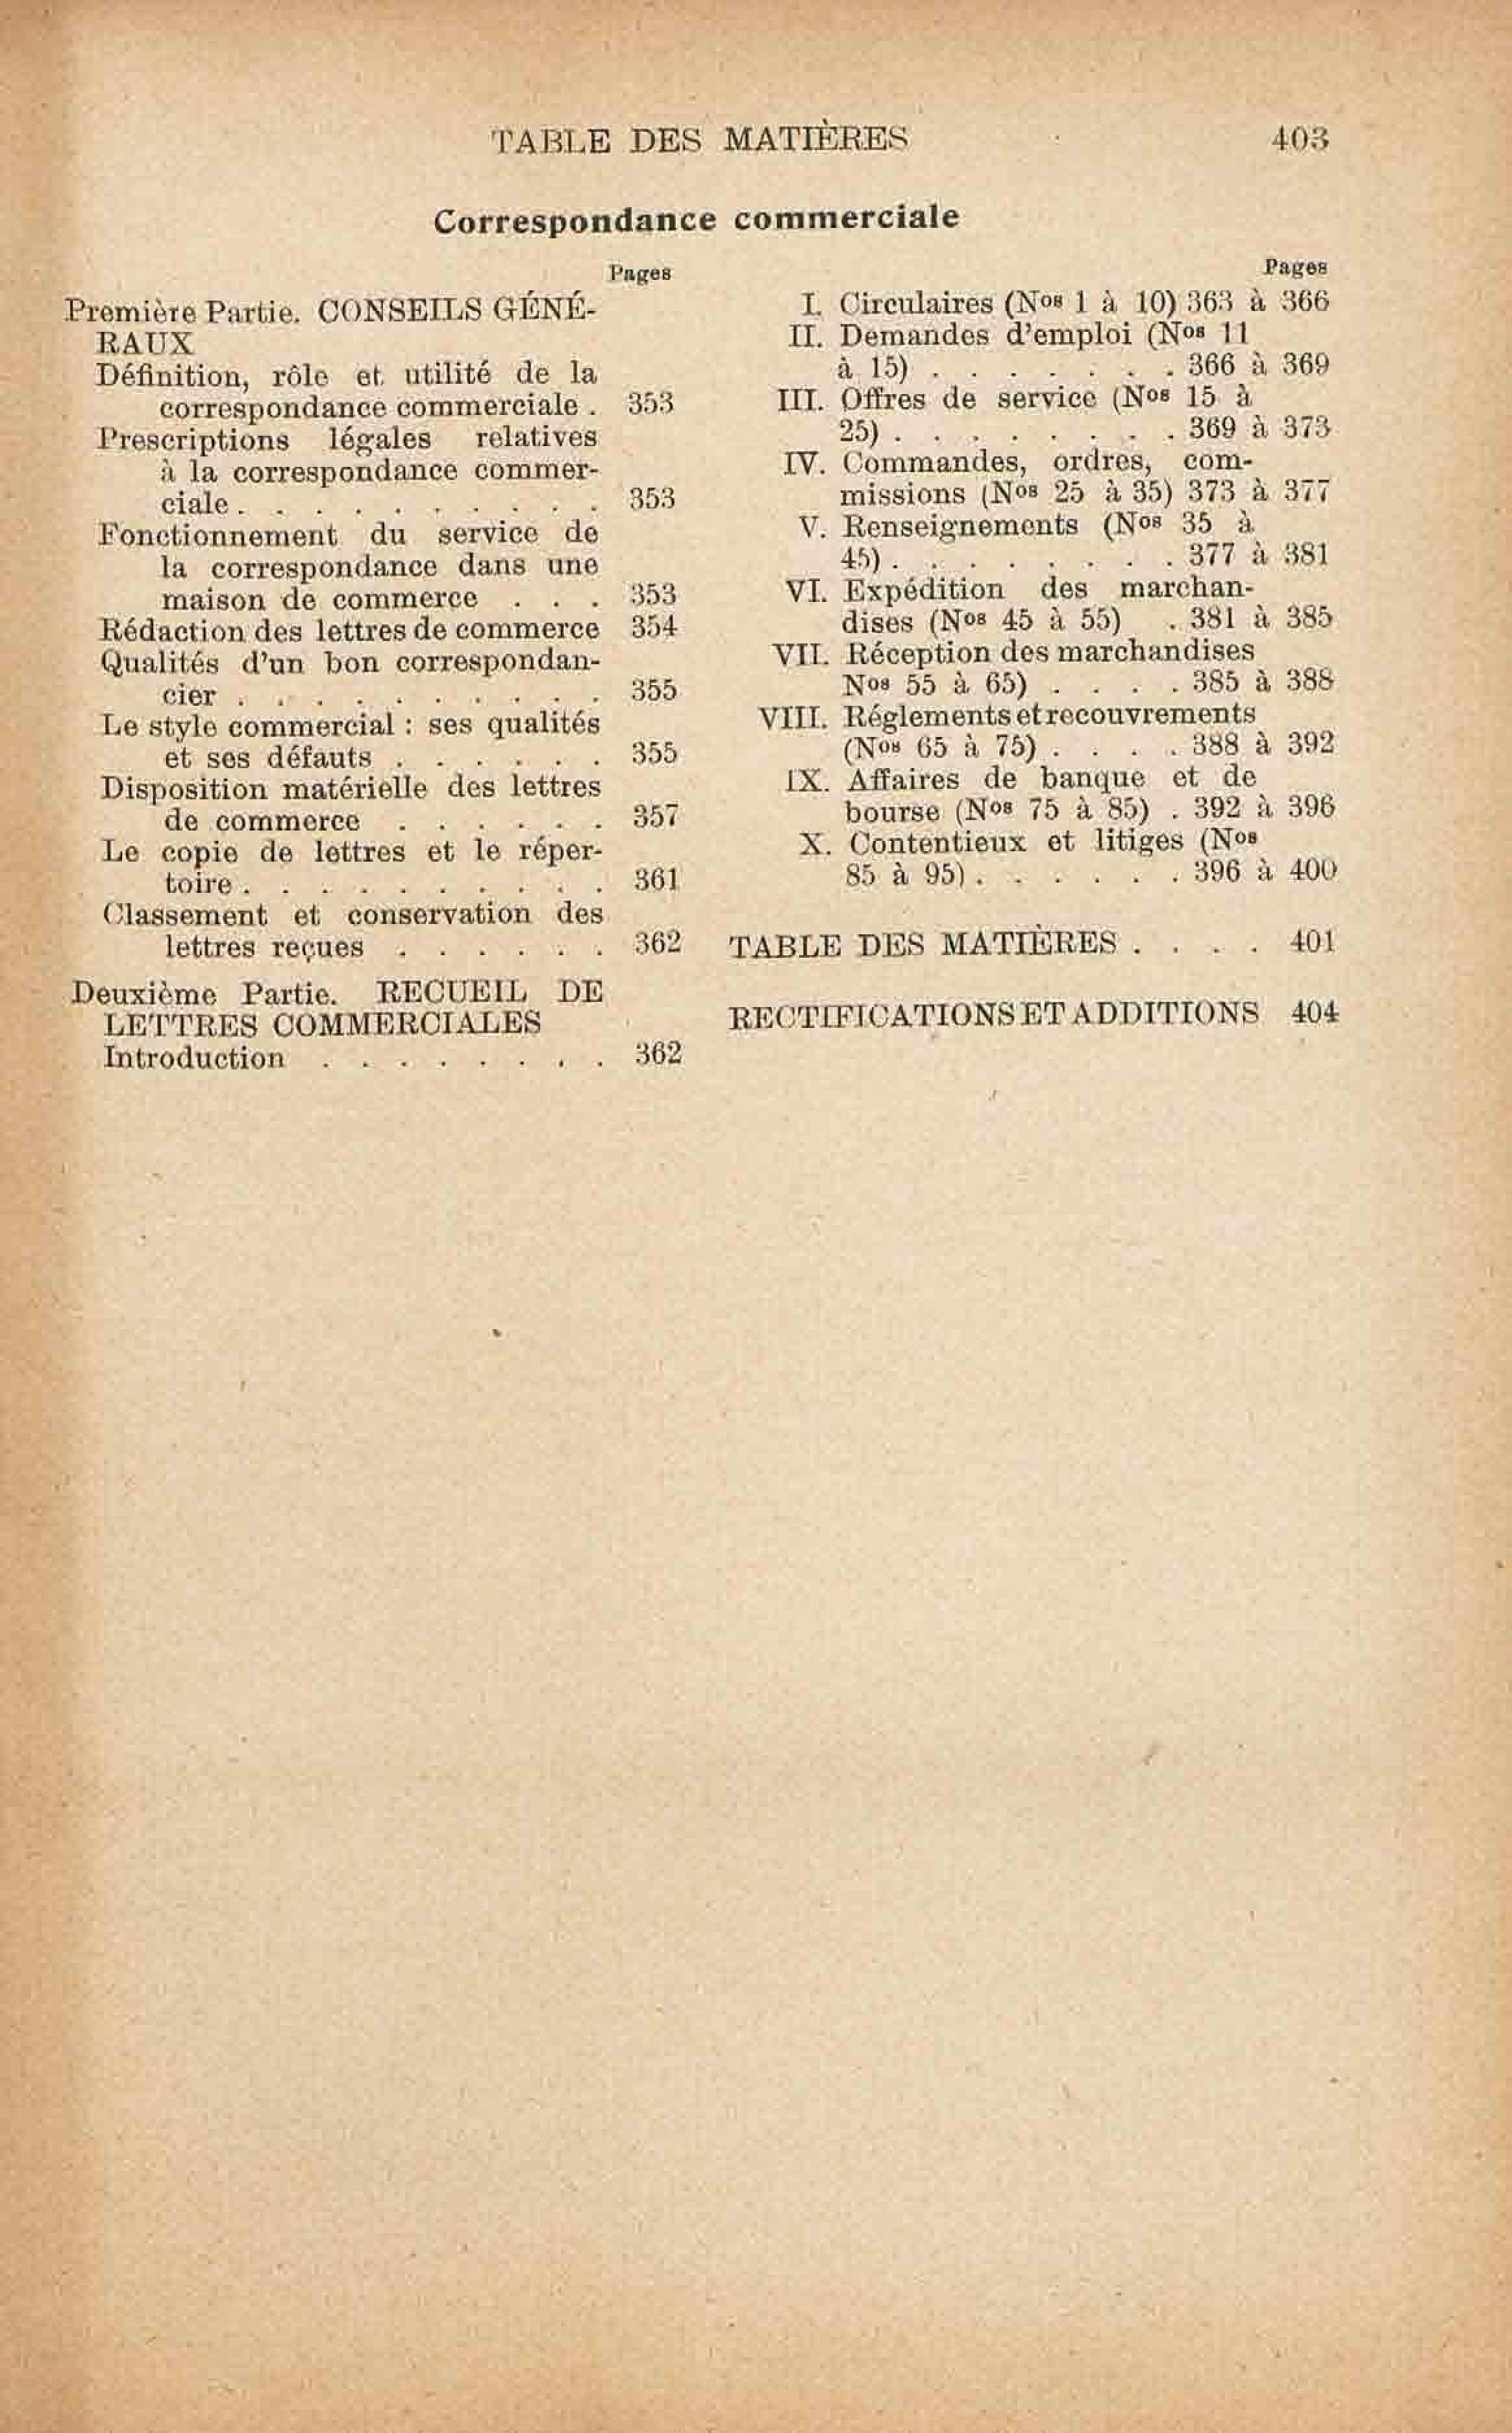 TABLE DES MATIÈRES 403
Correspondance commerciale
Pages
Première Partie. CONSEILS GÉNÉ-
RAUX
Définition, rôle et utilité de la
correspondance commerciale . 353
Prescriptions légales relatives
à la correspondance commer-
ciale . . . . . . . . . . 353
Fonctionnement du service de
la correspondance dans une
maison de commerce . . . 353
Rédaction des lettres de commerce 354
Qualités d'un bon correspondan-
cier . . . . . . . . . . 355
Le style commercial : ses qualités
et ses défauts . . . . . . 355
Disposition matérielle des lettres
de commerce . . . . . . 357
Le copie de lettres et le réper-
toire . . . . . . . . . . 361
Classement et conservation des
lettres reçues . . . . . . 362
Deuxième Partie. RECUEIL DE
LETTRES COMMERCIALES
Introduction . . . . . . . . 362
Pages
I. Circulaires (Nos 1 à 10) 363 à 366
II. Demandes d'emploi (Nos 11
à 15) . . . . . . . 366 à 369
III. Offres de service (Nos 15 à
25) . . . . . . . . 369 à 373
IV. Commandes, ordres, com-
missions (Nos 25 à 35) 373 à 377
V. Renseignements (Nos 35 à
45) . . . . . . . . 377 à 381
VI. Expédition des marchan-
dises (Nos 45 à 55) . 381 à 385
VII. Réception des marchandises
Nos 55 à 65) . . . . 385 à 388
VIII. Réglements et recouvrements
(Nos 65 à 75) . . . . 388 à 392
IX. Affaires de banque et de
bourse (Nos 75 à 85) . 392 à 396
X. Contentieux et litiges (Nos
85 à 95) . . . . . . 396 à 400
TABLE DES MATIÈRES . . . . 401
RECTIFICATIONS ET ADDITIONS 404